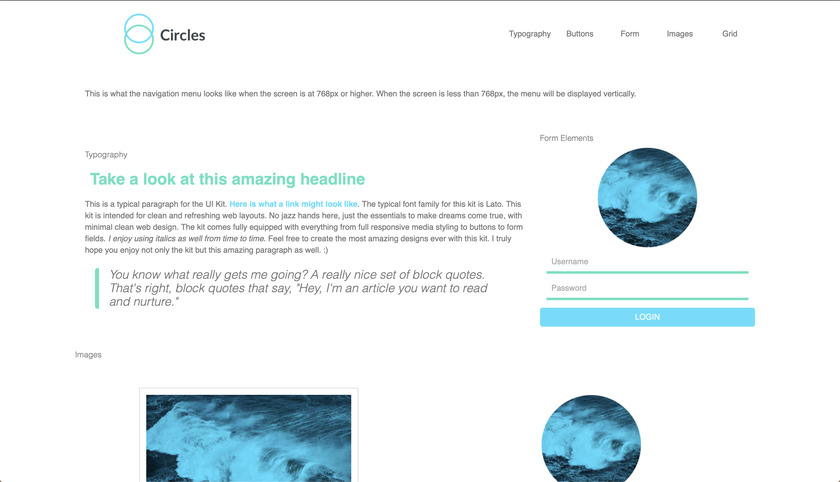 Circles
Typography Buttons Form Images Grid
This is what the navigation menu looks like when the screen is at 768px or higher. When the screen is less than 768px, the menu will be displayed vertically.
Typography
Take a look at this amazing headline
This is a typical paragraph for the UI Kit. Here is what a link might look like. The typical font family for this kit is Lato. This
kit is intended for clean and refreshing web layouts. No jazz hands here, just the essentials to make dreams come true, with
minimal clean web design. The kit comes fully equipped with everything from full responsive media styling to buttons to form
fields. I enjoy using italics as well from time to time. Feel free to create the most amazing designs ever with this kit. I truly
hope you enjoy not only the kit but this amazing paragraph as well. :)
You know what really gets me going? A really nice set of block quotes.
That's right, block quotes that say, "Hey, I'm an article you want to read
and nurture."
Form Elements
Username
Password
LOGIN
Images